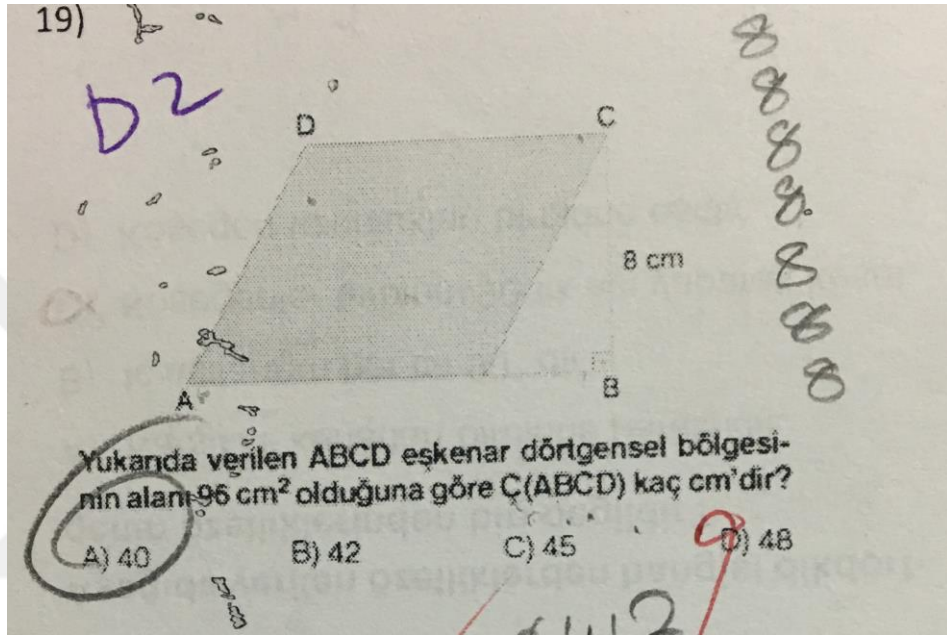 19)
D2
D
C
8 cm
A
B
Yukarıda verilen ABCD eşkenar dörtgensel bölgesi-
nin alanı 96 cm² olduğuna göre Ç(ABCD) kaç cm'dir?
A) 40 B) 42 C) 45 D) 48